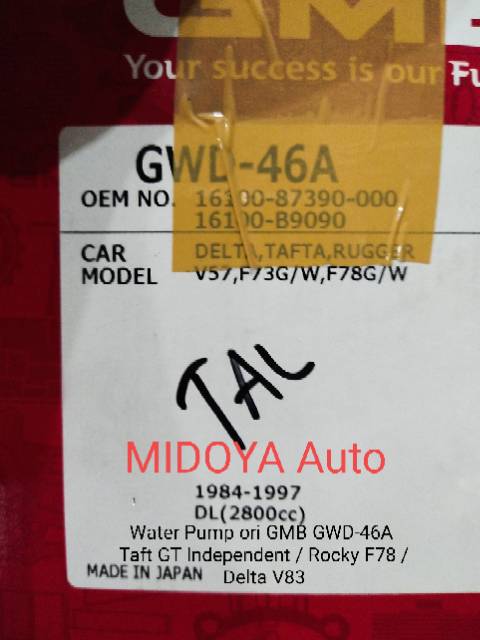 GMB
Your success is our Fu
GWD-46A
OEM NO. 16100-87390-000
16100-B9090
CAR DELTA,TAFTA,RUGGER
MODEL V57,F73G/W,F78G/W
TAL
MIDOYA Auto
1984-1997
DL(2800cc)
Water Pump ori GMB GWD-46A
Taft GT Independent / Rocky F78 /
MADE IN JAPAN Delta V83